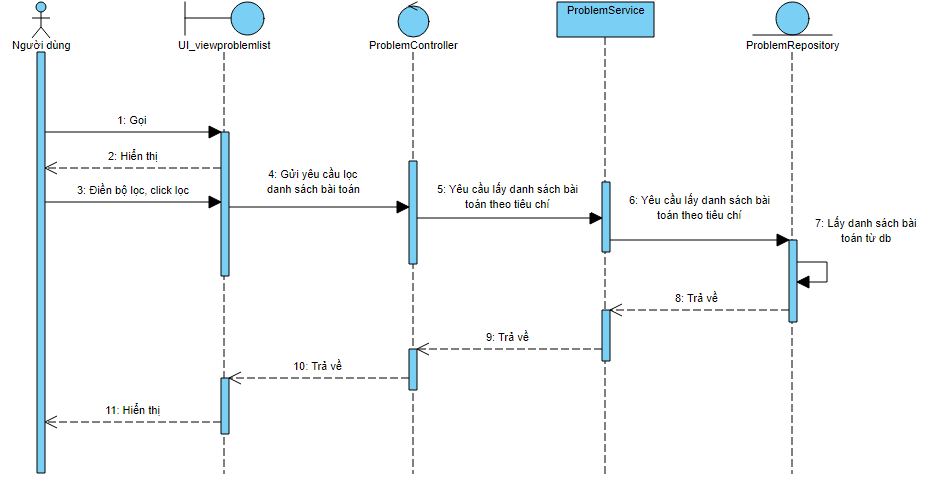 ProblemService
Người dùng
UI_viewproblemlist
ProblemController
ProblemRepository
1: Gọi
2: Hiển thị
3: Điền bộ lọc, click lọc
4: Gửi yêu cầu lọc
danh sách bài toán
5: Yêu cầu lấy danh sách bài
toán theo tiêu chí
6: Yêu cầu lấy danh sách bài
toán theo tiêu chí
7: Lấy danh sách bài
toán từ db
8: Trả về
9: Trả về
10: Trả về
11: Hiển thị